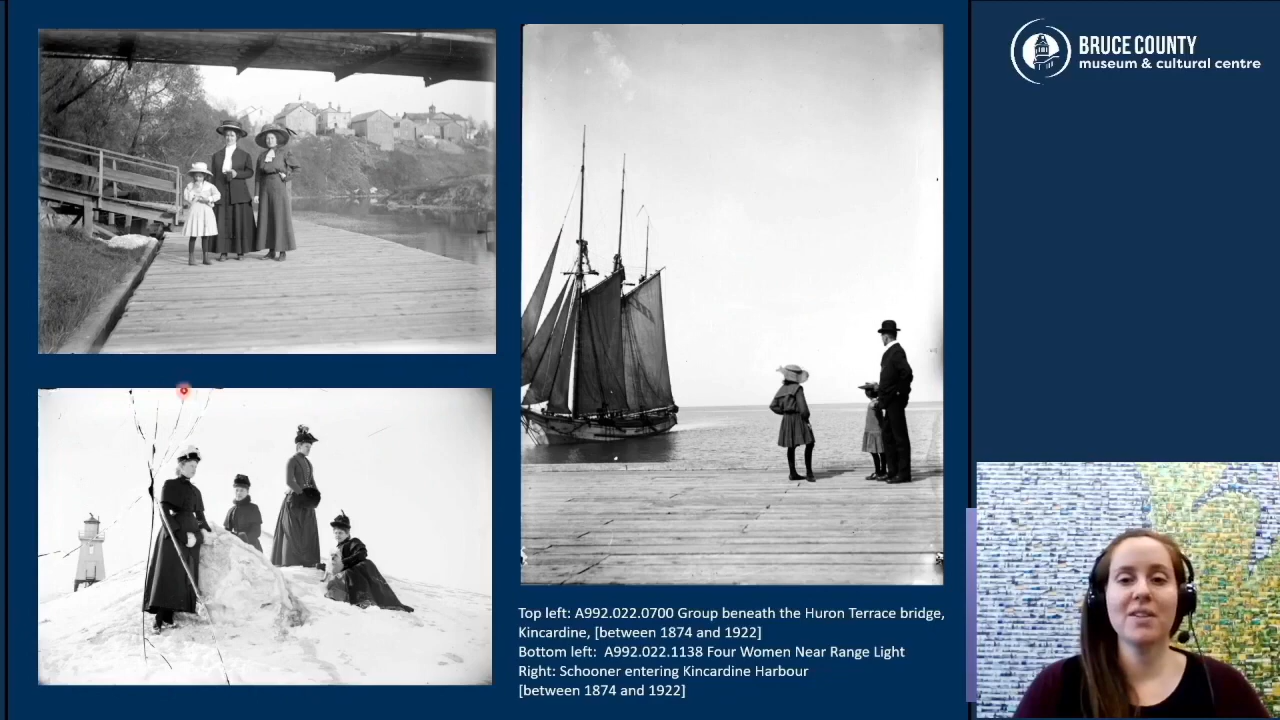 BRUCE COUNTY
museum & cultural centre
Top left: A992.022.0700 Group beneath the Huron Terrace bridge,
Kincardine, [between 1874 and 1922]
Bottom left:  A992.022.1138 Four Women Near Range Light
Right: Schooner entering Kincardine Harbour
[between 1874 and 1922]